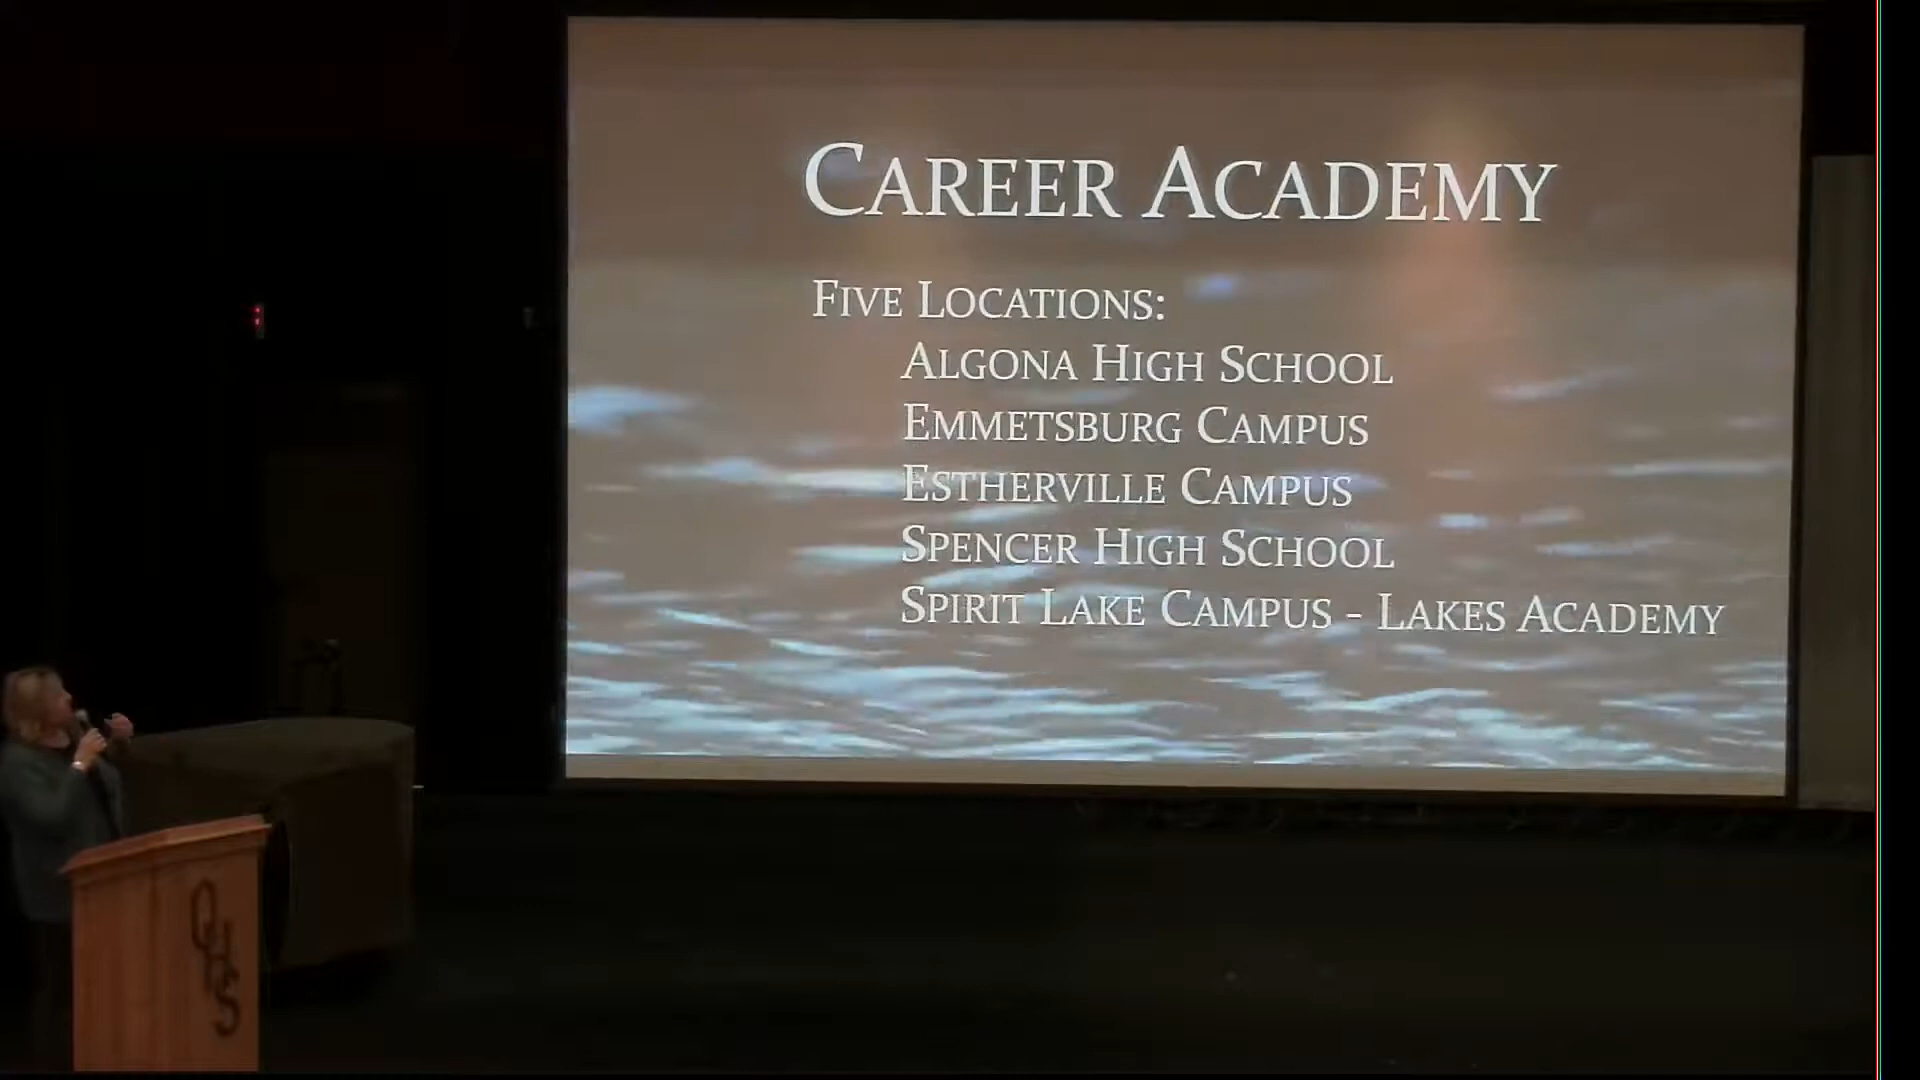 CAREER ACADEMY
FIVE LOCATIONS:
ALGONA HIGH SCHOOL
EMMETSBURG CAMPUS
ESTHERVILLE CAMPUS
SPENCER HIGH SCHOOL
SPIRIT LAKE CAMPUS - LAKES ACADEMY
OHS